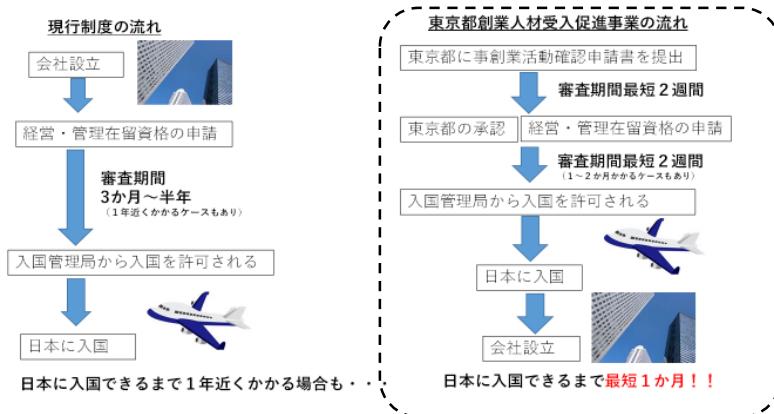 現行制度の流れ
会社設立
経営・管理在留資格の申請
審査期間
3か月～半年
（１年近くかかるケースもあり）
入国管理局から入国を許可される
日本に入国
日本に入国できるまで１年近くかかる場合も・・・
東京都創業人材受入促進事業の流れ
東京都に事創業活動確認申請書を提出
審査期間最短２週間
東京都の承認
経営・管理在留資格の申請
審査期間最短２週間
（１～２か月かかるケースもあり）
入国管理局から入国を許可される
日本に入国
会社設立
日本に入国できるまで最短１か月！！